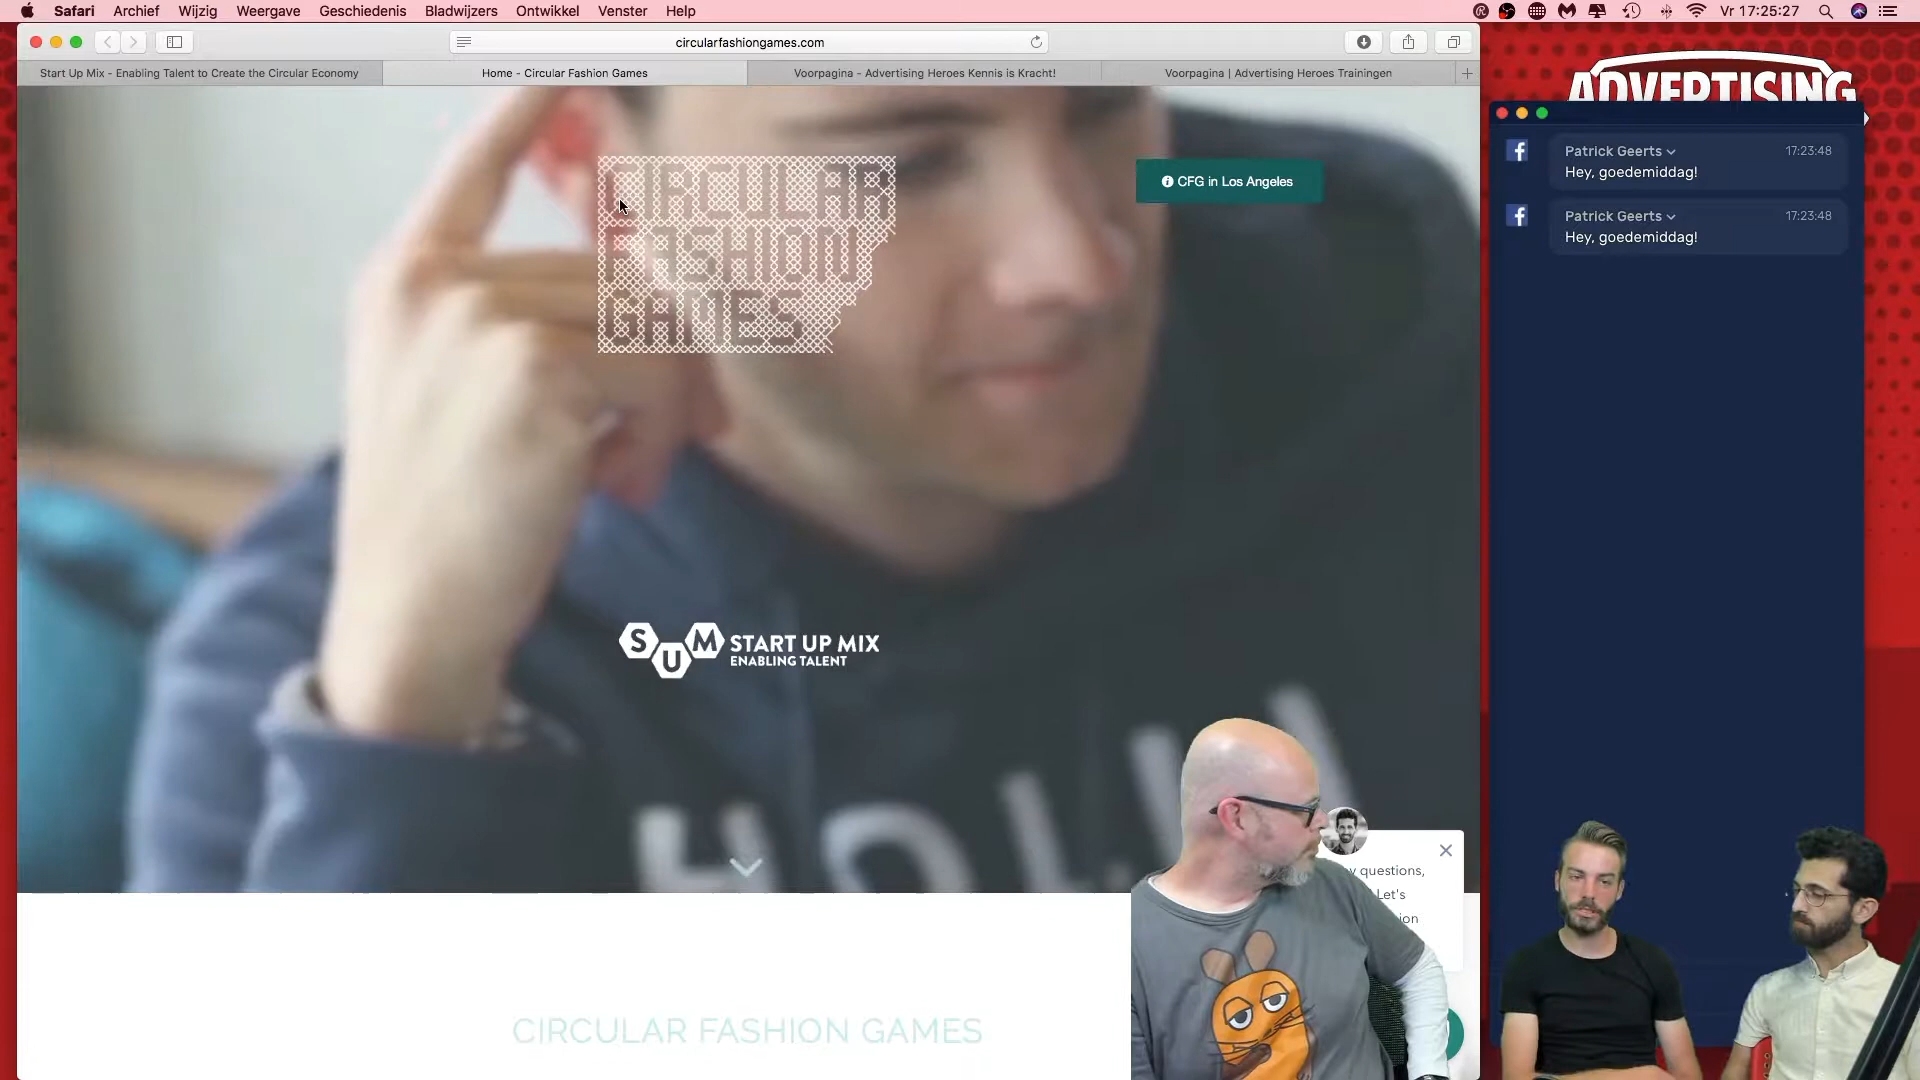 Safari Archief Wijzig Weergave Geschiedenis Bladwijzers Ontwikkel Venster Help
Vr 17:25:27
circularfashiongames.com
Start Up Mix - Enabling Talent to Create the Circular Economy
Home - Circular Fashion Games
Voorpagina - Advertising Heroes Kennis is Kracht!
Voorpagina | Advertising Heroes Trainingen
ADVERTISING
Patrick Geerts
17:23:48
Hey, goedemiddag!
Patrick Geerts
17:23:48
Hey, goedemiddag!
CIRCULAR
FASHION
GAMES
CFG in Los Angeles
SUM START UP MIX
ENABLING TALENT
questions,
Let's
CIRCULAR FASHION GAMES